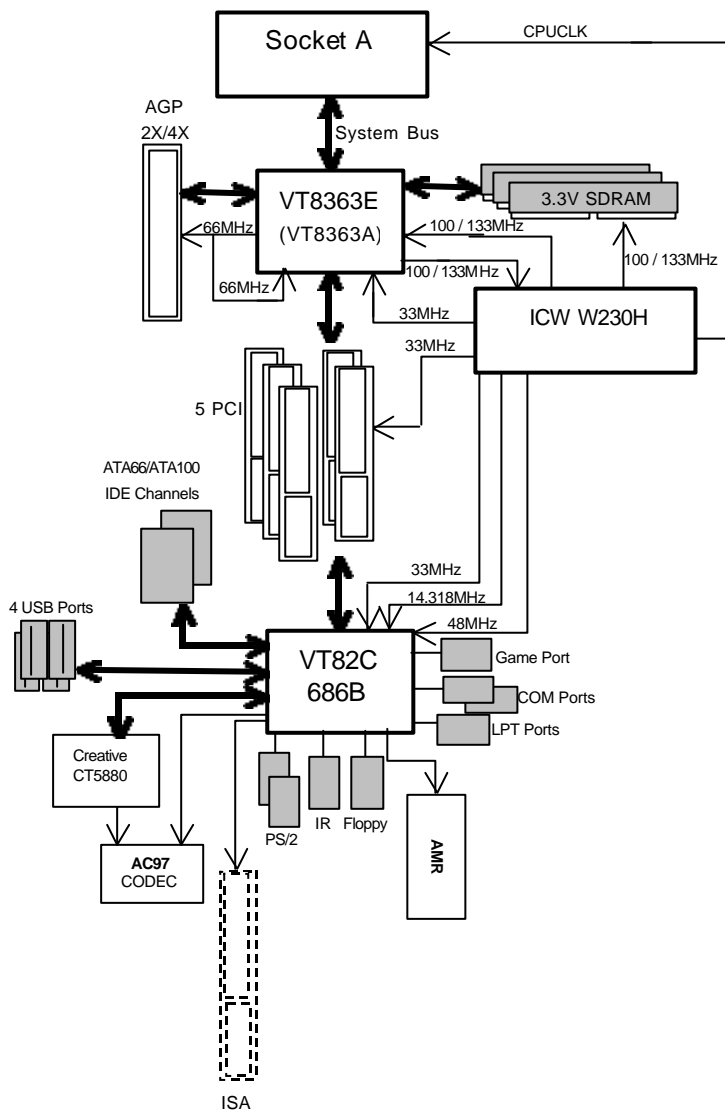 Socket A
CPUCLK
AGP
2X/4X
System Bus
VT8363E
(VT8363A)
3.3V SDRAM
66MHz
100 / 133MHz
100 / 133MHz
100 / 133MHz
66MHz
33MHz
ICW W230H
33MHz
5 PCI
ATA66/ATA100
IDE Channels
33MHz
14.318MHz
4 USB Ports
48MHz
VT82C
686B
Game Port
COM Ports
LPT Ports
Creative
CT5880
PS/2
IR
Floppy
AC97
CODEC
AMR
ISA